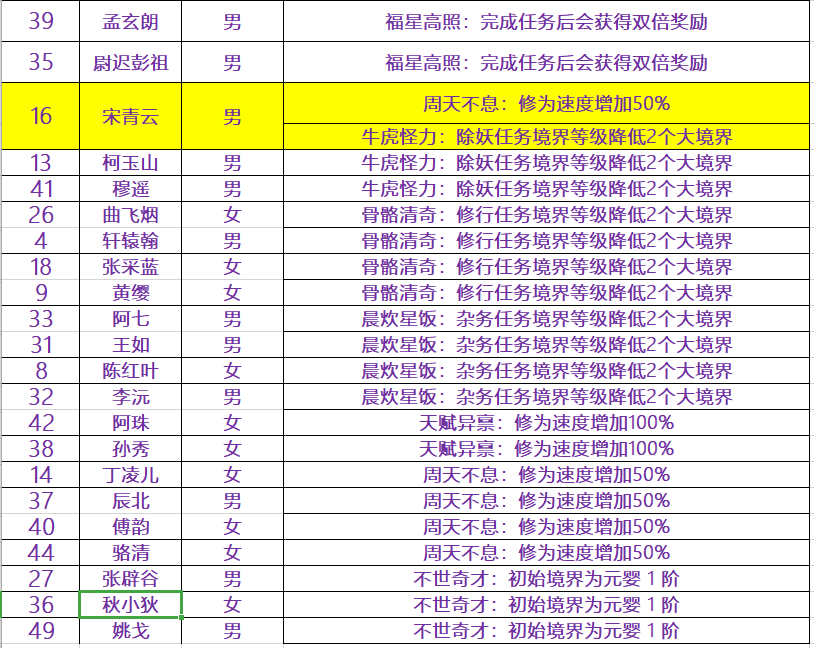 39 孟玄朗 男 福星高照：完成任务后会获得双倍奖励
35 尉迟彭祖 男 福星高照：完成任务后会获得双倍奖励
16 宋青云 男 周天不息：修为速度增加50%
牛虎怪力：除妖任务境界等级降低2个大境界
13 柯玉山 男 牛虎怪力：除妖任务境界等级降低2个大境界
41 穆遥 男 牛虎怪力：除妖任务境界等级降低2个大境界
26 曲飞烟 女 骨骼清奇：修行任务境界等级降低2个大境界
4 轩辕翰 男 骨骼清奇：修行任务境界等级降低2个大境界
18 张采蓝 女 骨骼清奇：修行任务境界等级降低2个大境界
9 黄缨 女 骨骼清奇：修行任务境界等级降低2个大境界
33 阿七 男 晨炊星饭：杂务任务境界等级降低2个大境界
31 王如 男 晨炊星饭：杂务任务境界等级降低2个大境界
8 陈红叶 女 晨炊星饭：杂务任务境界等级降低2个大境界
32 李沅 男 晨炊星饭：杂务任务境界等级降低2个大境界
42 阿珠 女 天赋异禀：修为速度增加100%
38 孙秀 女 天赋异禀：修为速度增加100%
14 丁凌儿 女 周天不息：修为速度增加50%
37 辰北 男 周天不息：修为速度增加50%
40 傅韵 女 周天不息：修为速度增加50%
44 骆清 女 周天不息：修为速度增加50%
27 张辟谷 男 不世奇才：初始境界为元婴 1 阶
36 秋小狄 女 不世奇才：初始境界为元婴 1 阶
49 姚戈 男 不世奇才：初始境界为元婴 1 阶